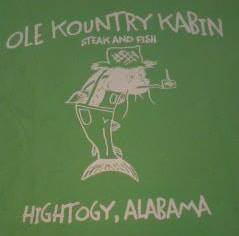 OLE KOUNTRY KABIN
STEAK AND FISH
HIGHTOGY, ALABAMA